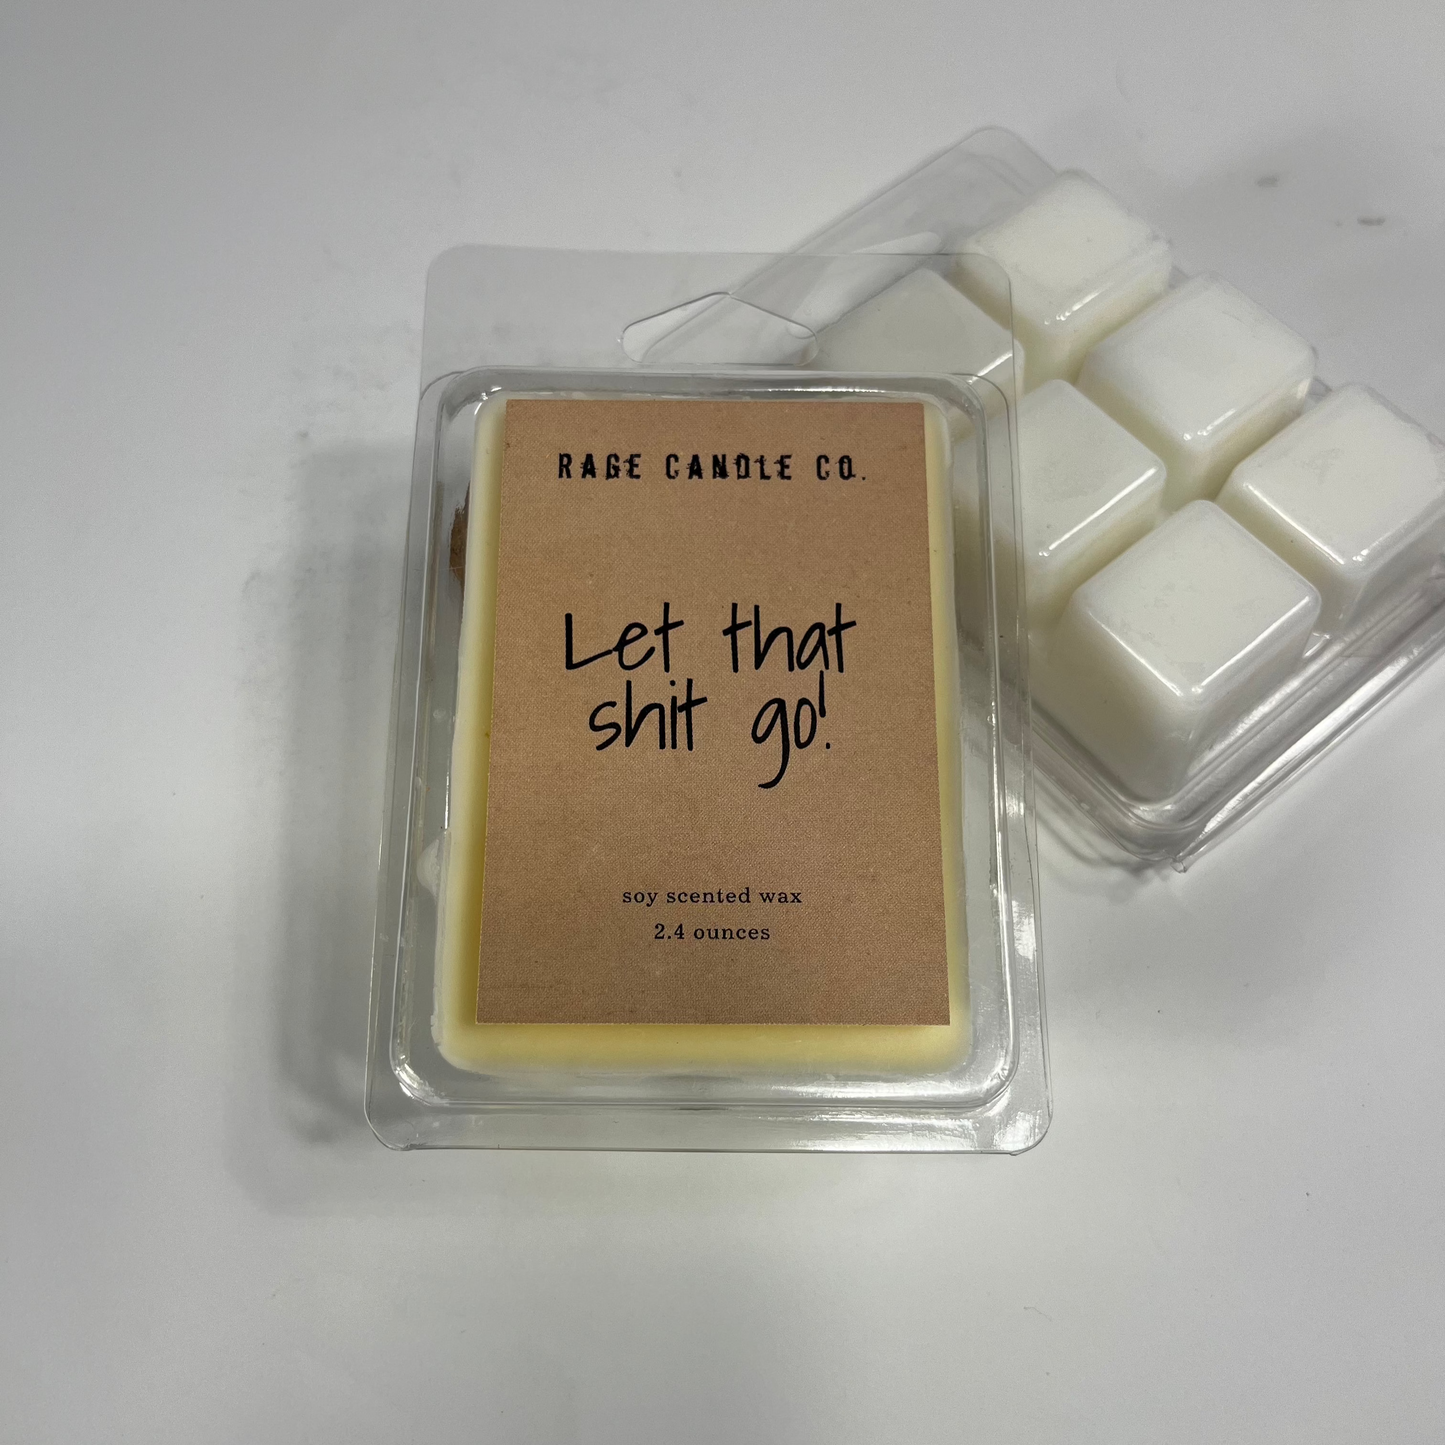 RAGE CANDLE CO.
Let that
shit go!
soy scented wax
2.4 ounces